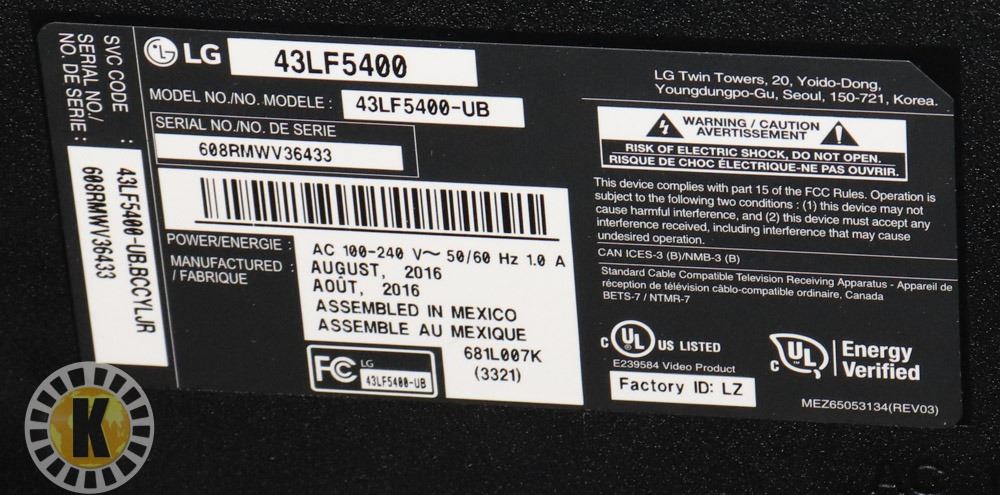 SVC CODE : 43LF5400-UB.BCCYLJR
SERIAL NO./
NO. DE SERIE : 608RMWV36433
LG 43LF5400
MODEL NO./NO. MODELE : 43LF5400-UB
SERIAL NO./NO. DE SERIE
608RMWV36433
POWER/ENERGIE : AC 100-240 V~ 50/60 Hz 1.0 A
MANUFACTURED : AUGUST, 2016
/ FABRIQUE AOÛT, 2016
ASSEMBLED IN MEXICO
ASSEMBLE AU MEXIQUE
FC LG
43LF5400-UB
681L007K
(3321)
LG Twin Towers, 20, Yoido-Dong,
Youngdungpo-Gu, Seoul, 150-721, Korea.
WARNING / CAUTION
AVERTISSEMENT
RISK OF ELECTRIC SHOCK, DO NOT OPEN.
RISQUE DE CHOC ÉLECTRIQUE-NE PAS OUVRIR.
This device complies with part 15 of the FCC Rules. Operation is
subject to the following two conditions : (1) this device may not
cause harmful interference, and (2) this device must accept any
interference received, including interference that may cause
undesired operation.
CAN ICES-3 (B)/NMB-3 (B)
Standard Cable Compatible Television Receiving Apparatus - Appareil de
réception de télévision câblo-compatible ordinaire, Canada
BETS-7 / NTMR-7
C UL US LISTED
E239584 Video Product
Factory ID: LZ
C UL Energy
Verified
MEZ65053134(REV03)
K